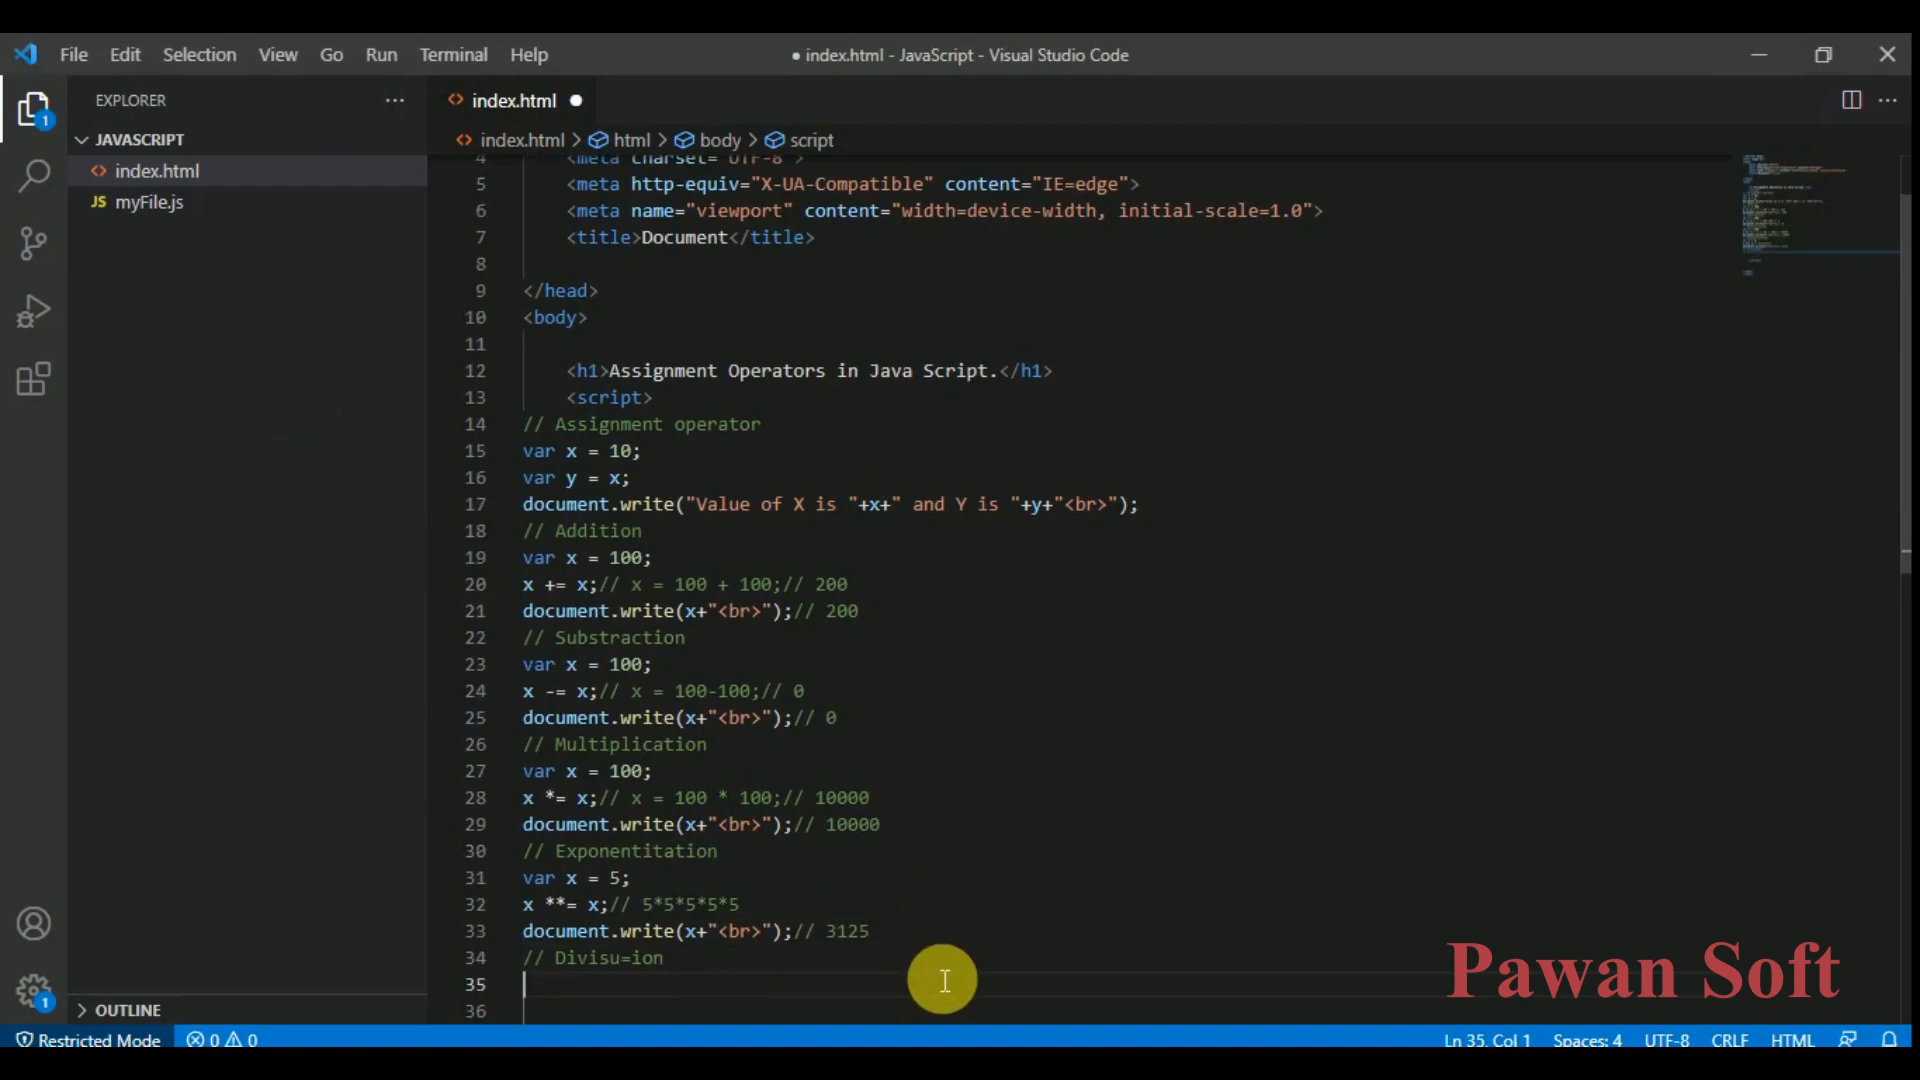 File Edit Selection View Go Run Terminal Help
● index.html - JavaScript - Visual Studio Code
EXPLORER
index.html
1
JAVASCRIPT
index.html > html > body > script
index.html
JS myFile.js
4 <meta charset="UTF-8">
5 <meta http-equiv="X-UA-Compatible" content="IE=edge">
6 <meta name="viewport" content="width=device-width, initial-scale=1.0">
7 <title>Document</title>
8
9 </head>
10 <body>
11
12 <h1>Assignment Operators in Java Script.</h1>
13 <script>
14 // Assignment operator
15 var x = 10;
16 var y = x;
17 document.write("Value of X is "+x+" and Y is "+y+"<br>");
18 // Addition
19 var x = 100;
20 x += x;// x = 100 + 100;// 200
21 document.write(x+"<br>");// 200
22 // Substraction
23 var x = 100;
24 x -= x;// x = 100-100;// 0
25 document.write(x+"<br>");// 0
26 // Multiplication
27 var x = 100;
28 x *= x;// x = 100 * 100;// 10000
29 document.write(x+"<br>");// 10000
30 // Exponentitation
31 var x = 5;
32 x **= x;// 5*5*5*5*5
33 document.write(x+"<br>");// 3125
34 // Divisu=ion
35
36
Pawan Soft
1
OUTLINE
Restricted Mode 0 0
Ln 35, Col 1 Spaces: 4 UTF-8 CRLF HTML